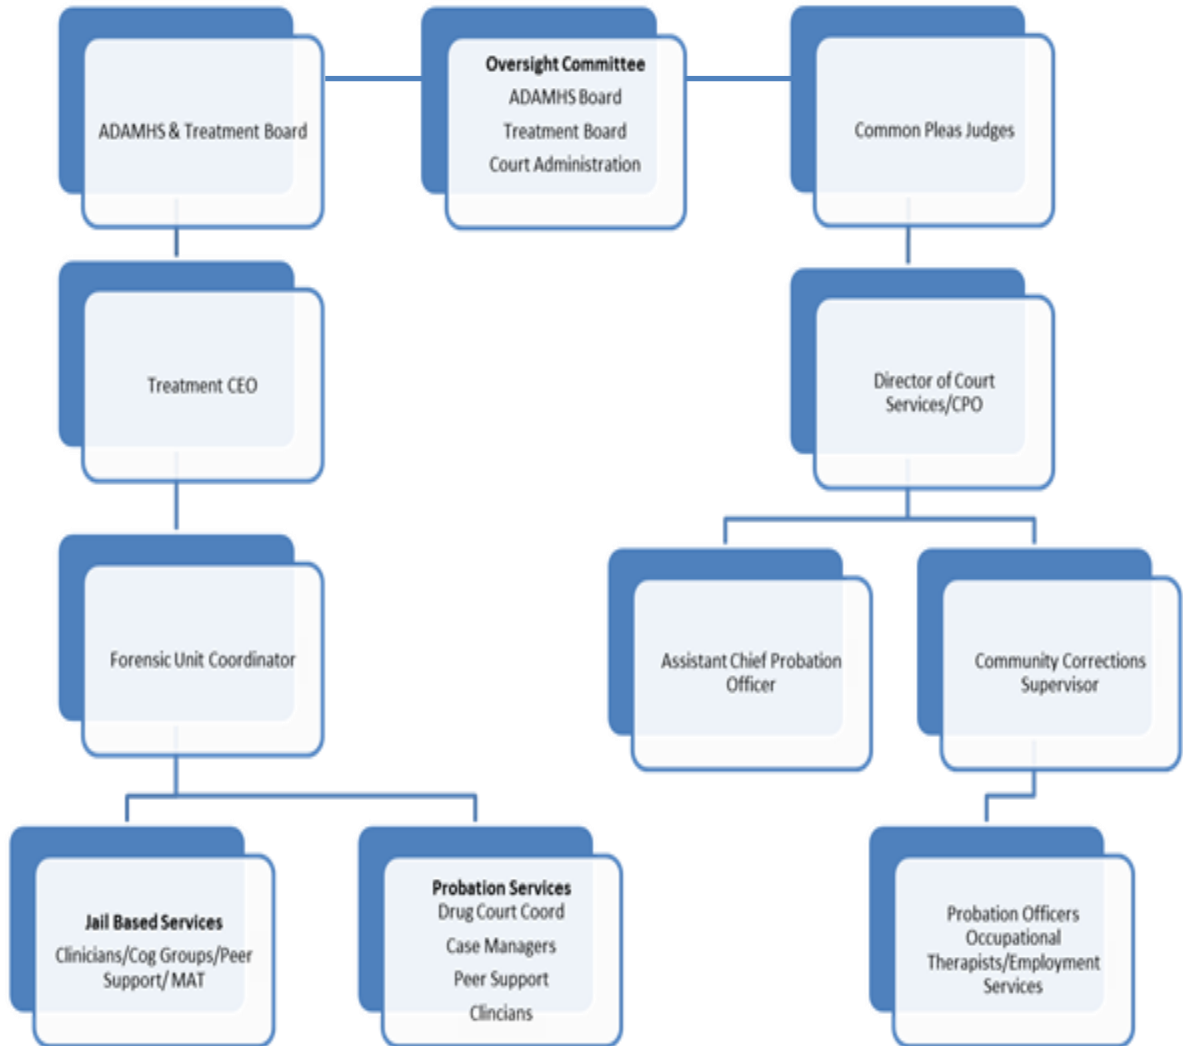 ADAMHS & Treatment Board
Oversight Committee
ADAMHS Board
Treatment Board
Court Administration
Common Pleas Judges
Treatment CEO
Director of Court
Services/CPO
Forensic Unit Coordinator
Assistant Chief Probation
Officer
Community Corrections
Supervisor
Jail Based Services
Clinicians/Cog Groups/Peer
Support/ MAT
Probation Services
Drug Court Coord
Case Managers
Peer Support
Clincians
Probation Officers
Occupational
Therapists/Employment
Services